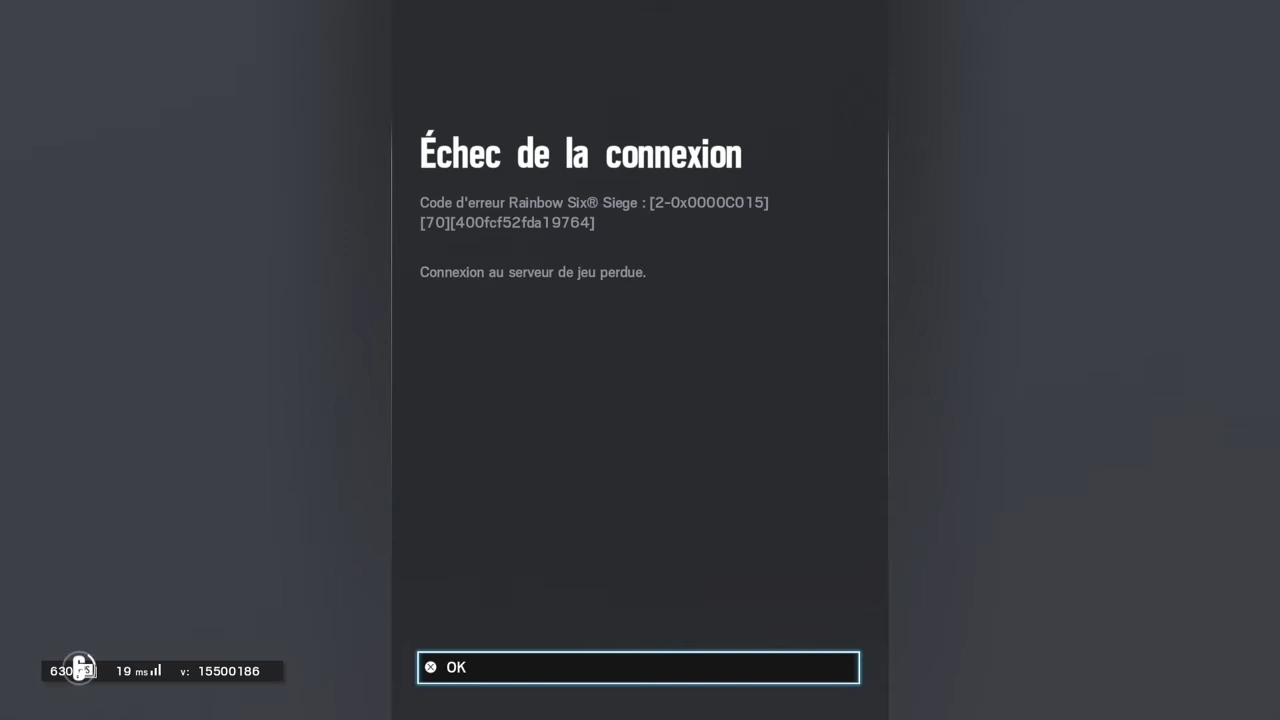 Échec de la connexion
Code d'erreur Rainbow Six® Siege : [2-0x0000C015]
[70][400fcf52fda19764]
Connexion au serveur de jeu perdue.
OK
19 ms v: 15500186